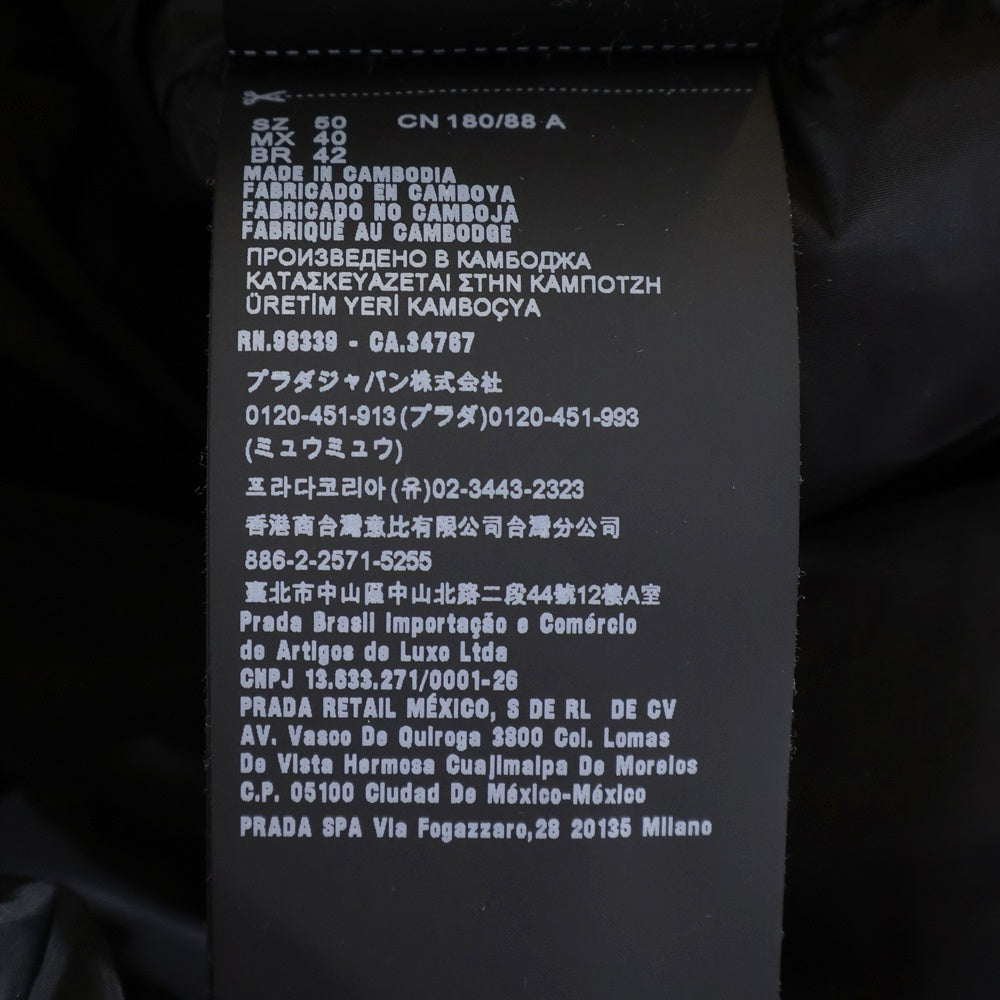 SZ 50 CN 180/88 A
MX 40
BR 42
MADE IN CAMBODIA
FABRICADO EN CAMBOYA
FABRICADO NO CAMBOJA
FABRIQUÉ AU CAMBODGE
ПРОИЗВЕДЕНО В КАМБОДЖА
ΚΑΤΑΣΚΕΥΑΖΕΤΑΙ ΣΤΗΝ ΚΑΜΠΟΤΖΗ
ÜRETİM YERİ KAMBOÇYA
RN.98339 - CA.34767
プラダジャパン株式会社
0120-451-913(プラダ)0120-451-993
(ミュウミュウ)
프라다코리아(유)02-3443-2323
香港商台灣意比有限公司台灣分公司
886-2-2571-5255
臺北市中山區中山北路二段44號12樓A室
Prada Brasil Importação e Comércio
de Artigos de Luxo Ltda
CNPJ 13.633.271/0001-26
PRADA RETAIL MÉXICO, S DE RL DE CV
AV. Vasco De Quiroga 3800 Col. Lomas
De Vista Hermosa Cuajimalpa De Morelos
C.P. 05100 Ciudad De México-México
PRADA SPA Via Fogazzaro,28 20135 Milano